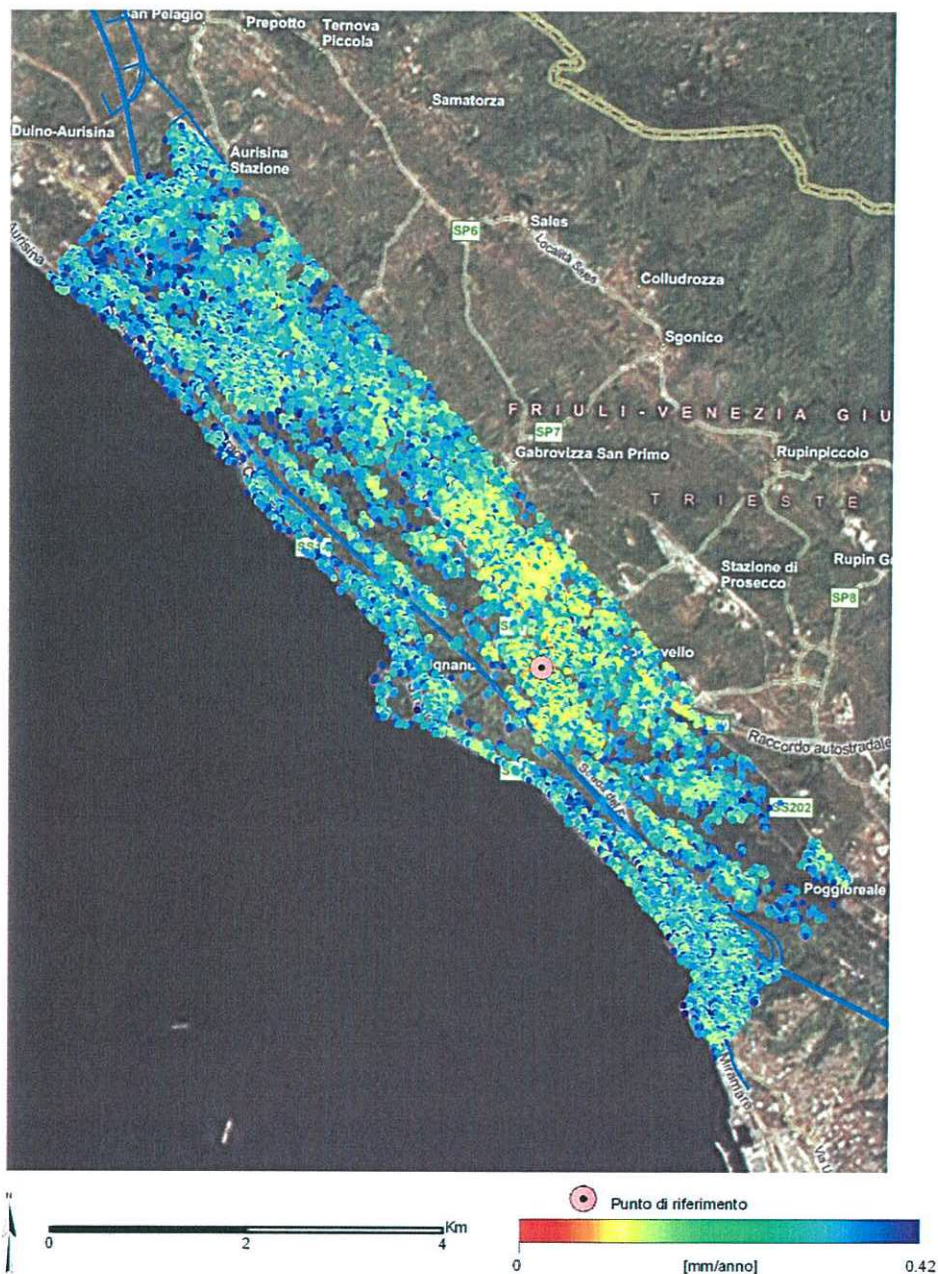 San Pelagio
Prepotto
Ternova
Piccola
Samatorza
Duino-Aurisina
Aurisina
Stazione
Aurisina
SP6
Sales
Località Sales
Colludrozza
Sgonico
FRIULI-VENEZIA GIU
SP7
Gabrovizza San Primo
Rupinpiccolo
TRIESTE
Stazione di
Prosecco
Rupin G
SP8
Raccordo autostradale
SS202
Poggioreale
Miramare
Via U
N
0 2 4 Km
Punto di riferimento
0 [mm/anno] 0.42